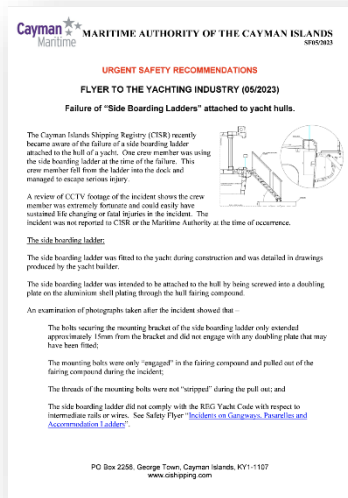 Cayman Maritime
MARITIME AUTHORITY OF THE CAYMAN ISLANDS
SF05/2023
URGENT SAFETY RECOMMENDATIONS
FLYER TO THE YACHTING INDUSTRY (05/2023)
Failure of “Side Boarding Ladders” attached to yacht hulls.
The Cayman Islands Shipping Registry (CISR) recently
became aware of the failure of a side boarding ladder
attached to the hull of a yacht. One crew member was using
the side boarding ladder at the time of the failure. This
crew member fell from the ladder into the dock and
managed to escape serious injury.
A review of CCTV footage of the incident shows the crew
member was extremely fortunate and could easily have
sustained life changing or fatal injuries in the incident. The
incident was not reported to CISR or the Maritime Authority at the time of occurrence.
The side boarding ladder:
The side boarding ladder was fitted to the yacht during construction and was detailed in drawings
produced by the yacht builder.
The side boarding ladder was intended to be attached to the hull by being screwed into a doubling
plate on the aluminium shell plating through the hull fairing compound.
An examination of photographs taken after the incident showed that –
The bolts securing the mounting bracket of the side boarding ladder only extended
approximately 15mm from the bracket and did not engage with any doubling plate that may
have been fitted;
The mounting bolts were only “engaged” in the fairing compound and pulled out of the
fairing compound during the incident;
The threads of the mounting bolts were not “stripped” during the pull out; and
The side boarding ladder did not comply with the REG Yacht Code with respect to
intermediate rails or wires. See Safety Flyer “Incidents on Gangways, Pasarelles and
Accommodation Ladders”.
PO Box 2256, George Town, Cayman Islands, KY1-1107
www.cishipping.com